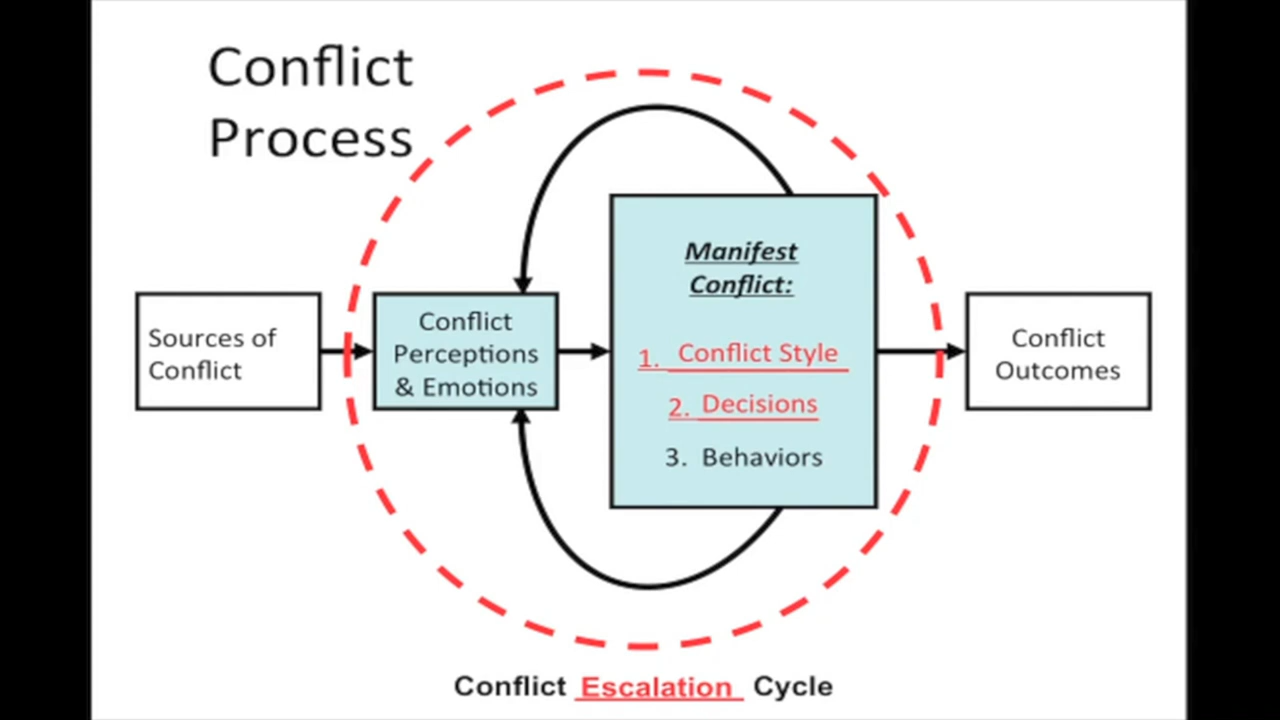 Conflict
Process
Sources of
Conflict
Conflict
Perceptions
& Emotions
Manifest
Conflict:
1. Conflict Style
2. Decisions
3. Behaviors
Conflict
Outcomes
Conflict Escalation Cycle